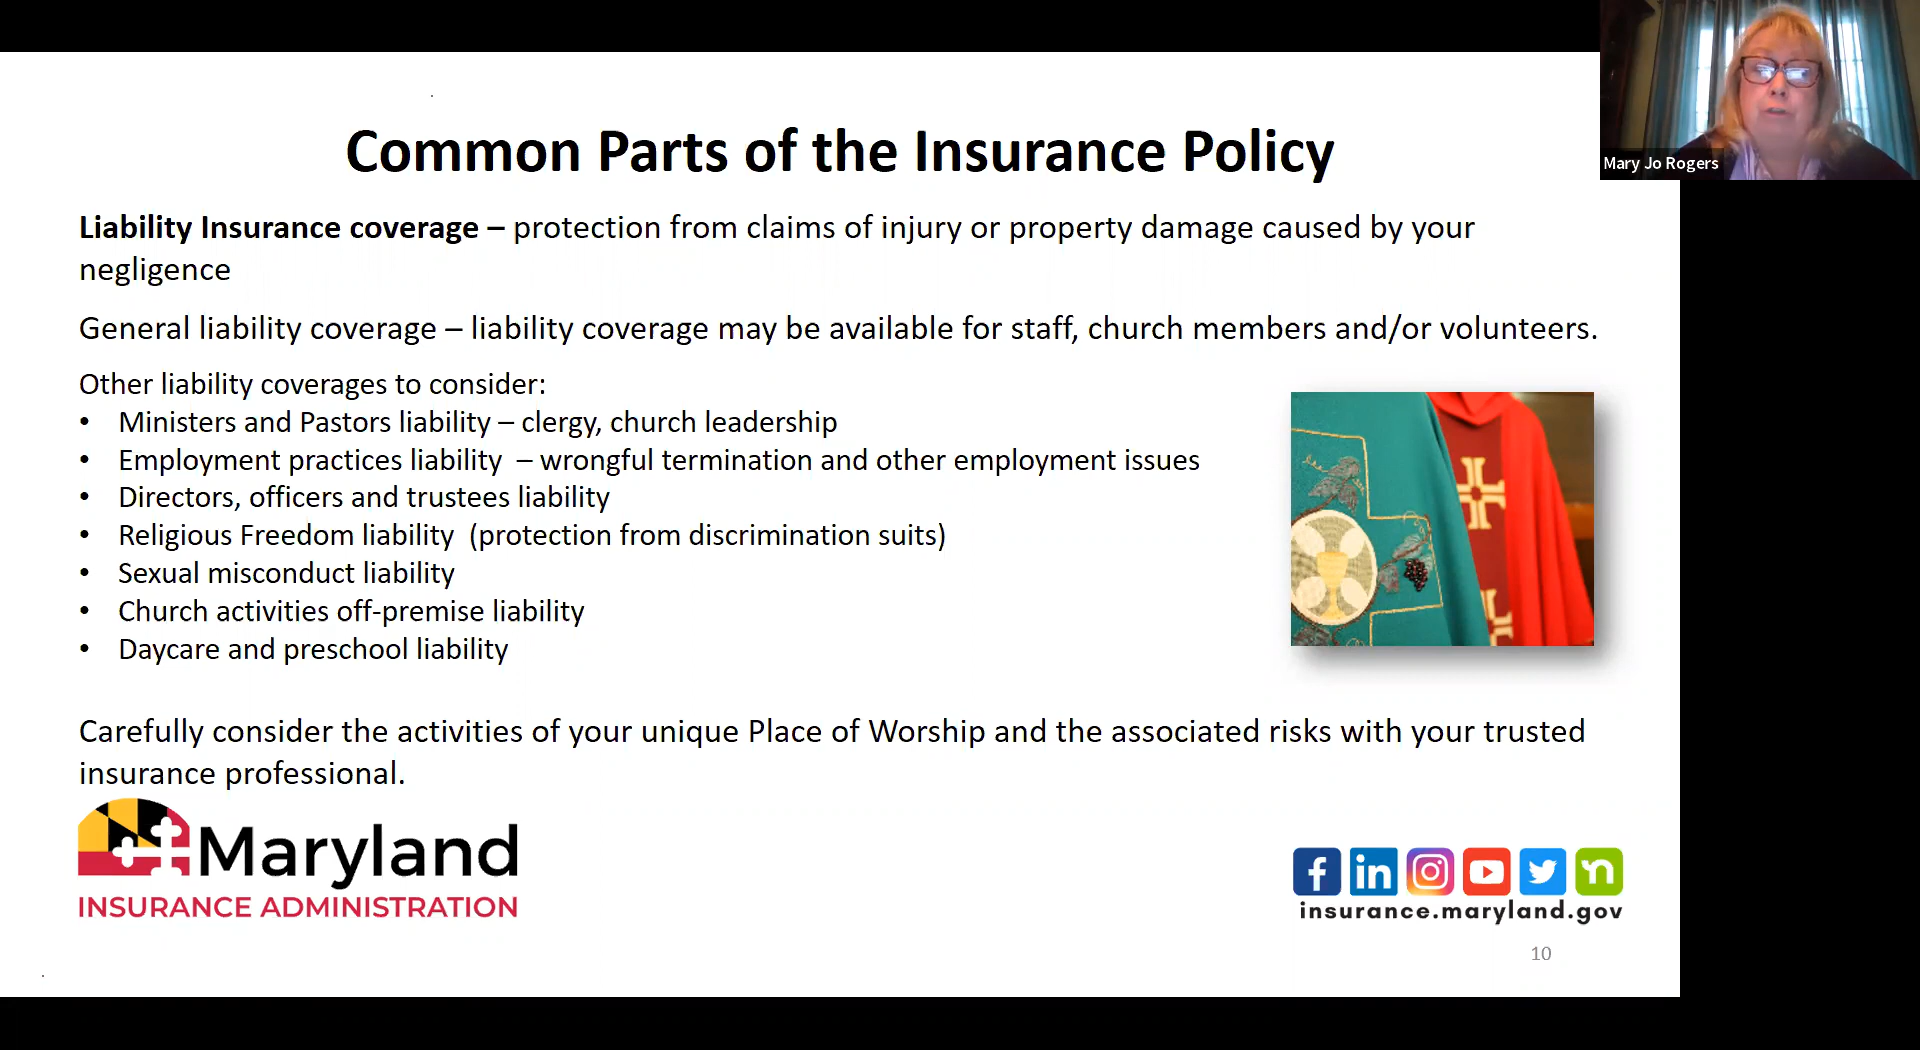 Common Parts of the Insurance Policy
Mary Jo Rogers
Liability Insurance coverage – protection from claims of injury or property damage caused by your
negligence
General liability coverage – liability coverage may be available for staff, church members and/or volunteers.
Other liability coverages to consider:
• Ministers and Pastors liability – clergy, church leadership
• Employment practices liability  – wrongful termination and other employment issues
• Directors, officers and trustees liability
• Religious Freedom liability  (protection from discrimination suits)
• Sexual misconduct liability
• Church activities off-premise liability
• Daycare and preschool liability
Carefully consider the activities of your unique Place of Worship and the associated risks with your trusted
insurance professional.
Maryland
INSURANCE ADMINISTRATION
insurance.maryland.gov
10